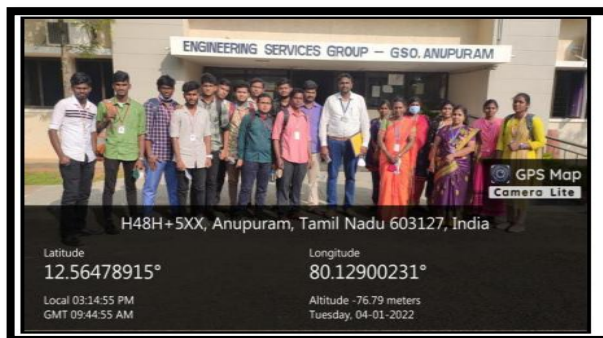 ENGINEERING SERVICES GROUP – GSO. ANUPURAM
GPS Map
Camera Lite
H48H+5XX, Anupuram, Tamil Nadu 603127, India
Latitude
12.56478915°
Longitude
80.12900231°
Local 03:14:55 PM
GMT 09:44:55 AM
Altitude -76.79 meters
Tuesday, 04-01-2022